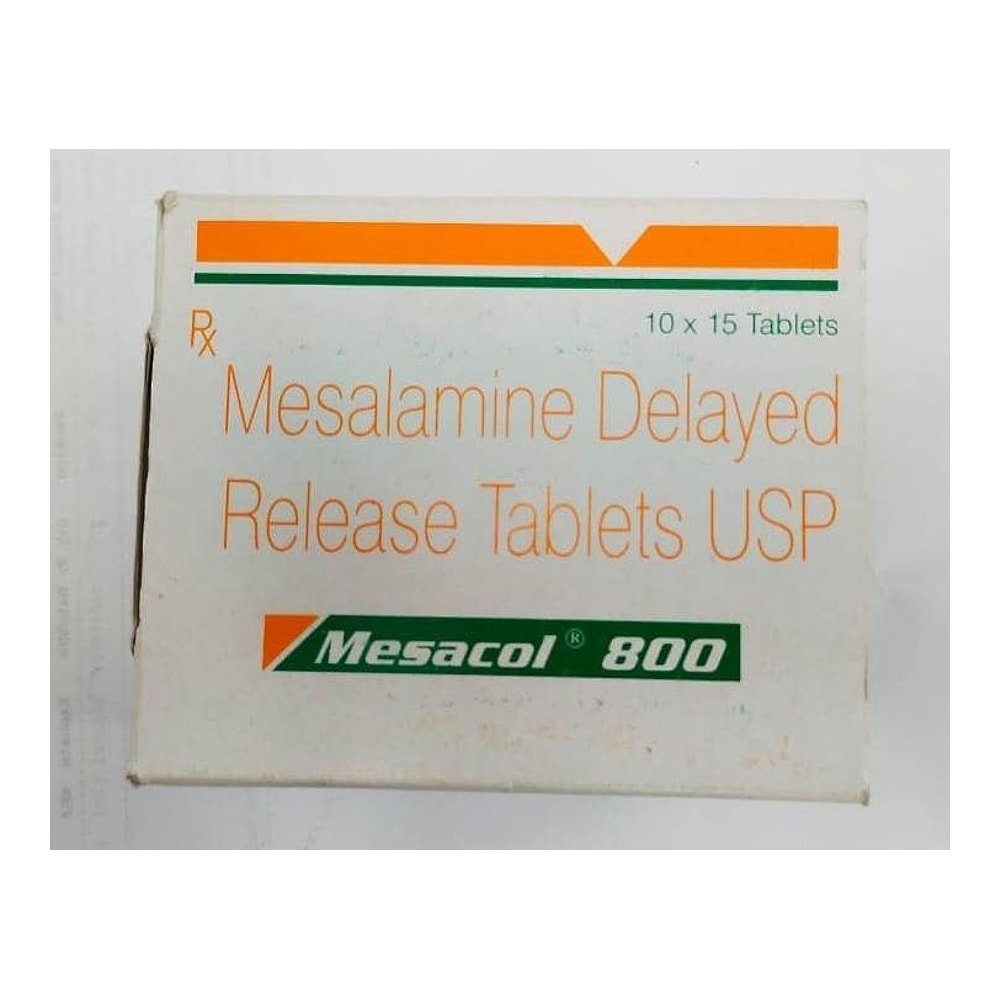 Rx
10 x 15 Tablets
Mesalamine Delayed
Release Tablets USP
Mesacol® 800